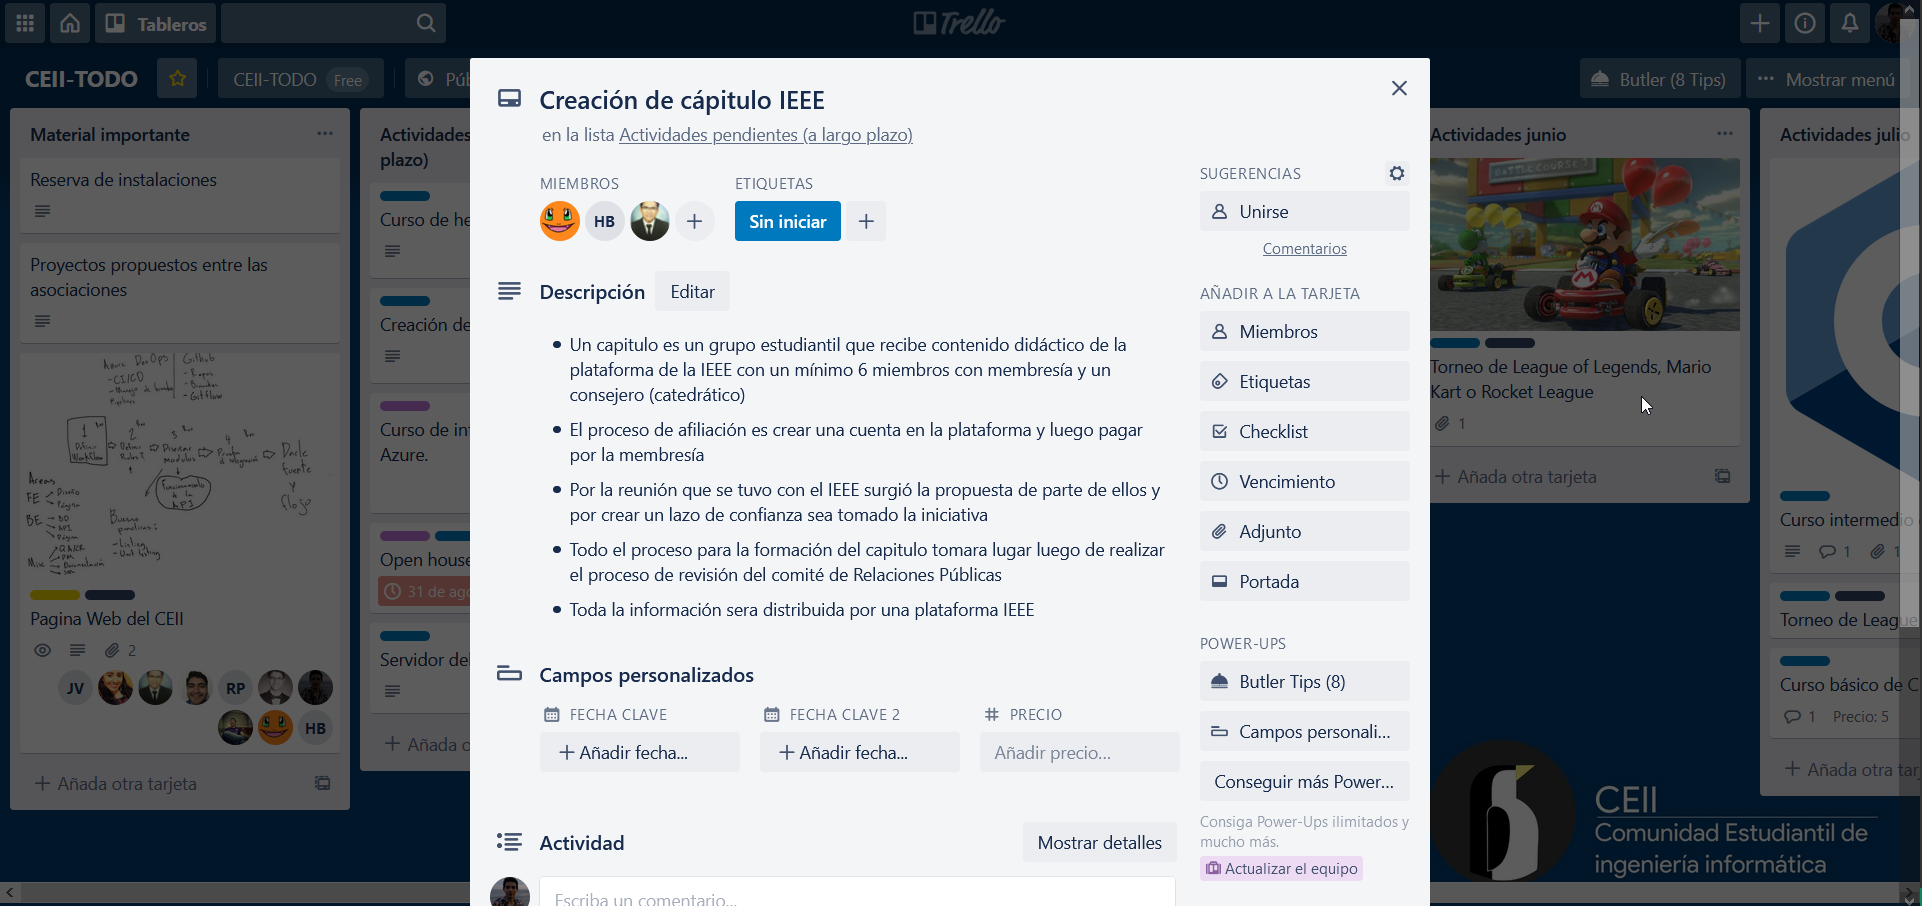 Tableros
Trello
CEII-TODO
CEII-TODO Free
Púb
Butler (8 Tips)
Mostrar menú
Material importante
Reserva de instalaciones
Proyectos propuestos entre las
asociaciones
Azure DevOps
Github
- CI/CD
Areas
FE
BE
Pagina Web del CEII
2
JV
RP
HB
Añada otra tarjeta
Actividades
plazo)
Curso de he
Creación de
Curso de in
Azure.
Open house
31 de ago
Servidor del
Añada o
Creación de cápitulo IEEE
en la lista Actividades pendientes (a largo plazo)
MIEMBROS
HB
ETIQUETAS
Sin iniciar
Descripción
Editar
Un capitulo es un grupo estudiantil que recibe contenido didáctico de la
plataforma de la IEEE con un mínimo 6 miembros con membresía y un
consejero (catedrático)
El proceso de afiliación es crear una cuenta en la plataforma y luego pagar
por la membresía
Por la reunión que se tuvo con el IEEE surgió la propuesta de parte de ellos y
por crear un lazo de confianza sea tomado la iniciativa
Todo el proceso para la formación del capitulo tomara lugar luego de realizar
el proceso de revisión del comité de Relaciones Públicas
Toda la información sera distribuida por una plataforma IEEE
Campos personalizados
FECHA CLAVE
FECHA CLAVE 2
PRECIO
Añadir fecha...
Añadir fecha...
Añadir precio...
Actividad
Mostrar detalles
Escriba un comentario...
SUGERENCIAS
Unirse
Comentarios
AÑADIR A LA TARJETA
Miembros
Etiquetas
Checklist
Vencimiento
Adjunto
Portada
POWER-UPS
Butler Tips (8)
Campos personali...
Conseguir más Power...
Consiga Power-Ups ilimitados y
mucho más.
Actualizar el equipo
Actividades junio
Torneo de League of Legends, Mario
Kart o Rocket League
1
Añada otra tarjeta
Actividades julio
Curso intermedio
1
1
Torneo de League
Curso básico de C
1 Precio: 5
Añada otra tar
CEII
Comunidad Estudiantil de
ingeniería informática